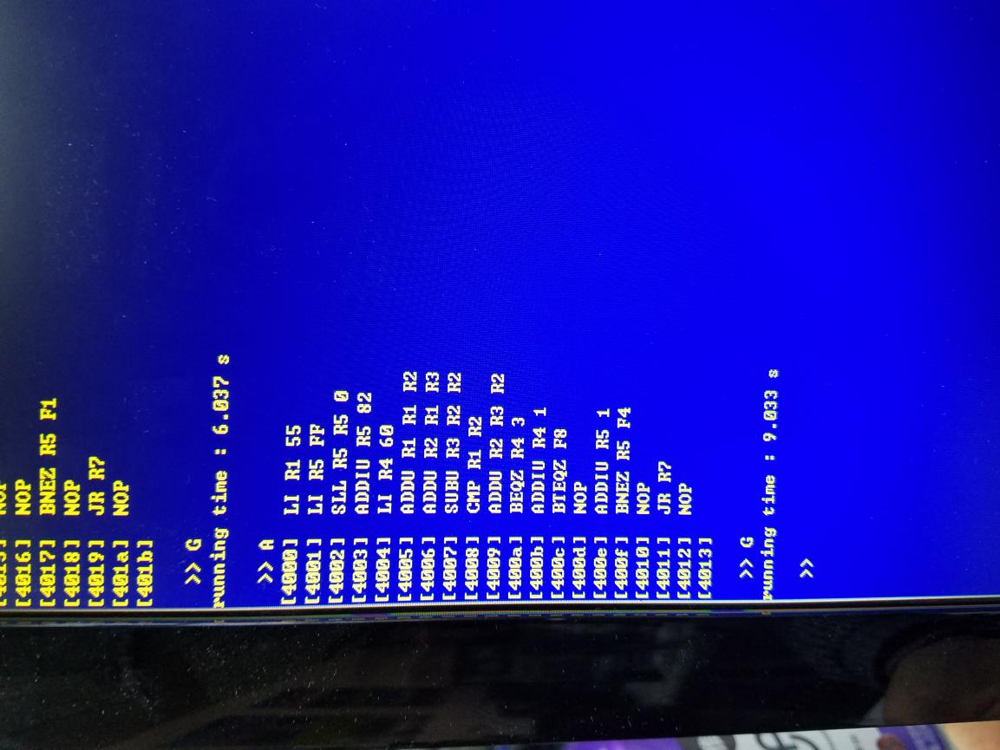 NOP
[4016] NOP
[4017] BNEZ R5 F1
[4018] NOP
[4019] JR R7
[401a] NOP
[401b]
>> G
running time : 6.037 s
>> A
[4000] LI R1 55
[4001] LI R5 FF
[4002] SLL R5 R5 0
[4003] ADDIU R5 82
[4004] LI R4 60
[4005] ADDU R1 R1 R2
[4006] ADDU R2 R1 R3
[4007] SUBU R3 R2 R2
[4008] CMP R1 R2
[4009] ADDU R2 R3 R2
[400a] BEQZ R4 3
[400b] ADDIU R4 1
[400c] BTEQZ F8
[400d] NOP
[400e] ADDIU R5 1
[400f] BNEZ R5 F4
[4010] NOP
[4011] JR R7
[4012] NOP
[4013]
>> G
running time : 9.033 s
>>